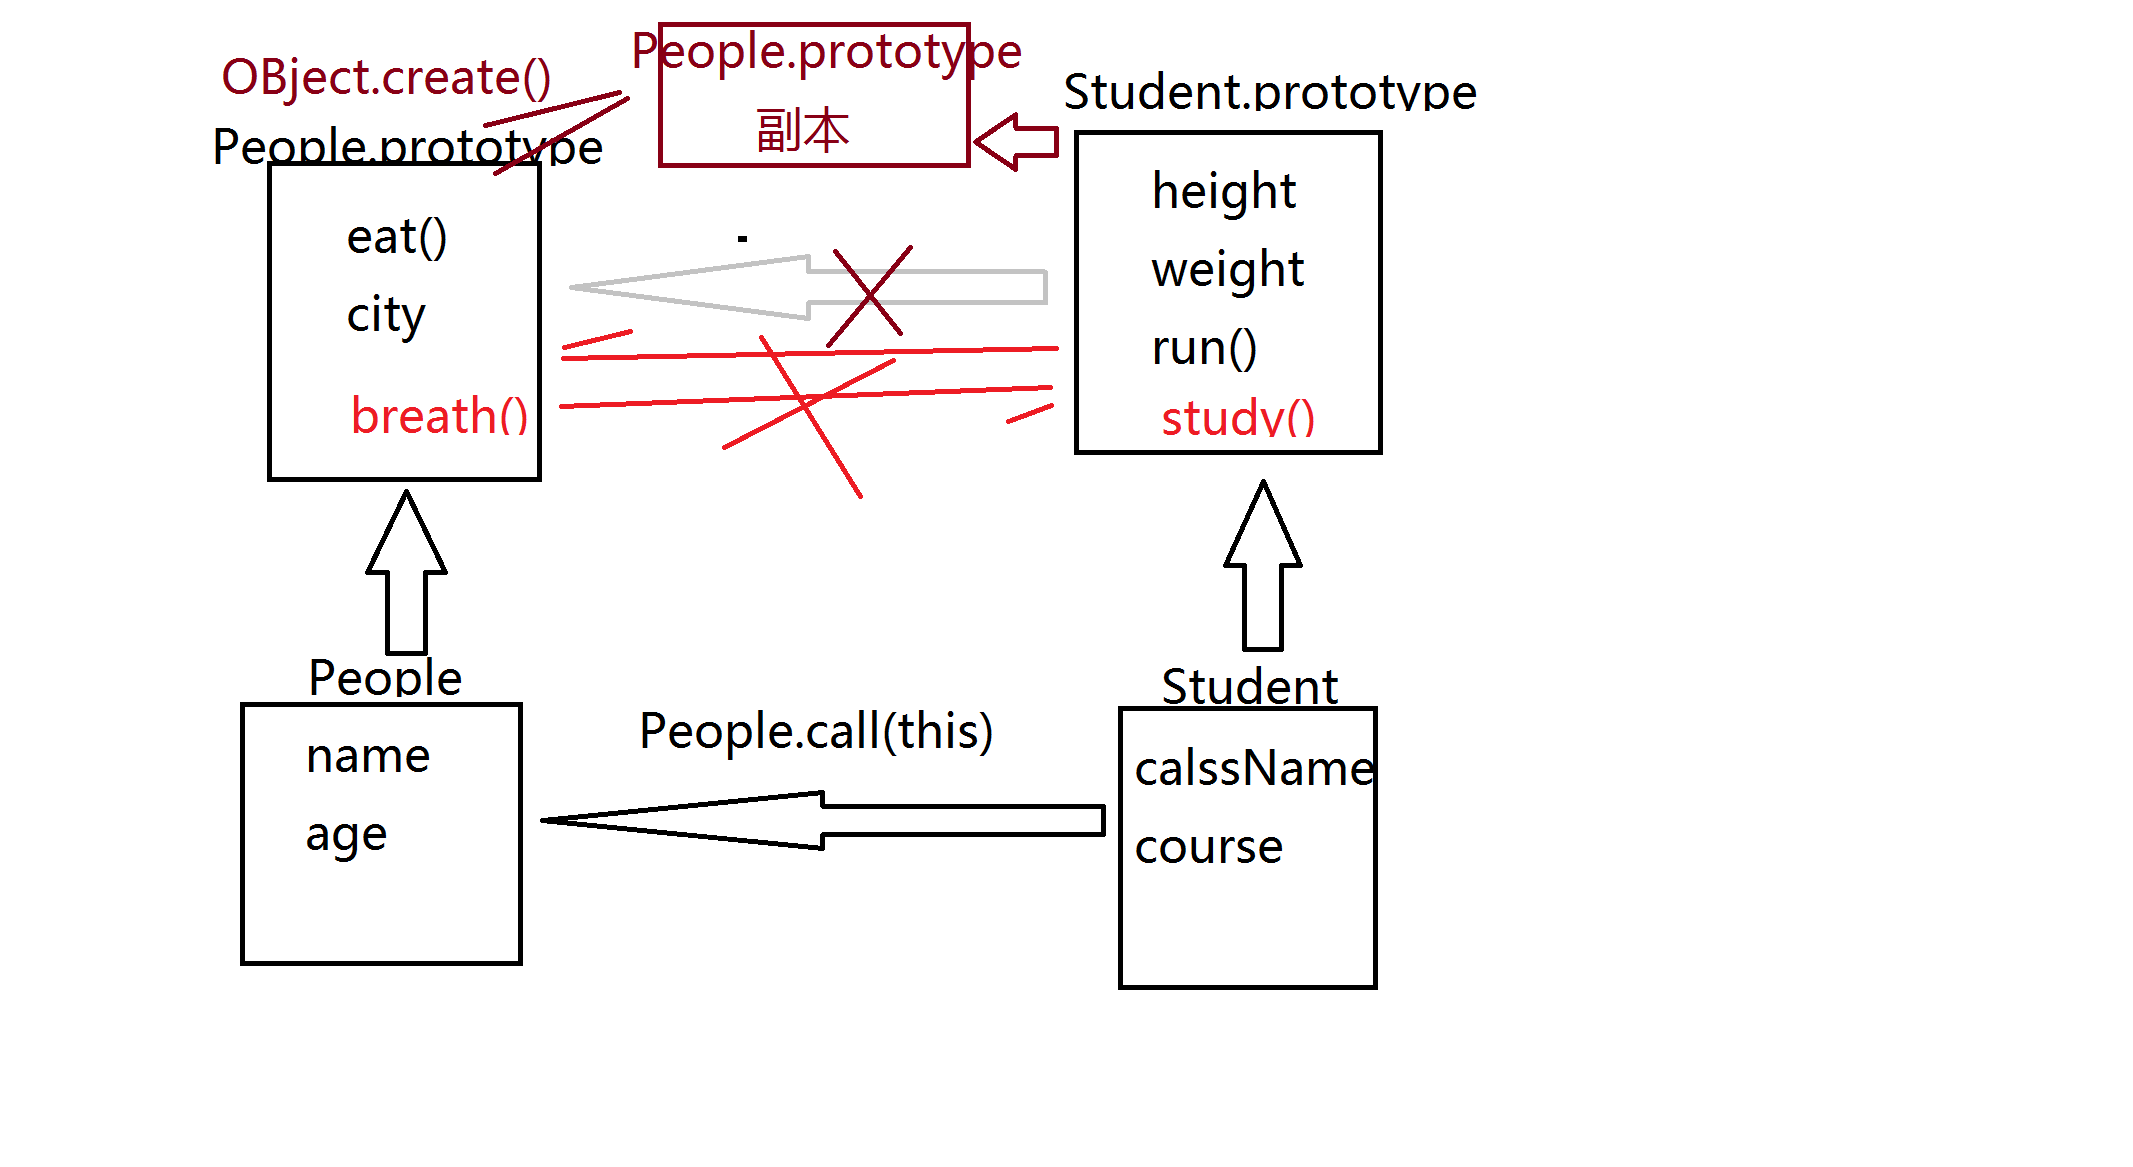 OBject.create()
People.prototype
副本
Student.prototype
People.prototype
eat()
city
breath()
height
weight
run()
study()
People
name
age
People.call(this)
Student
calssName
course